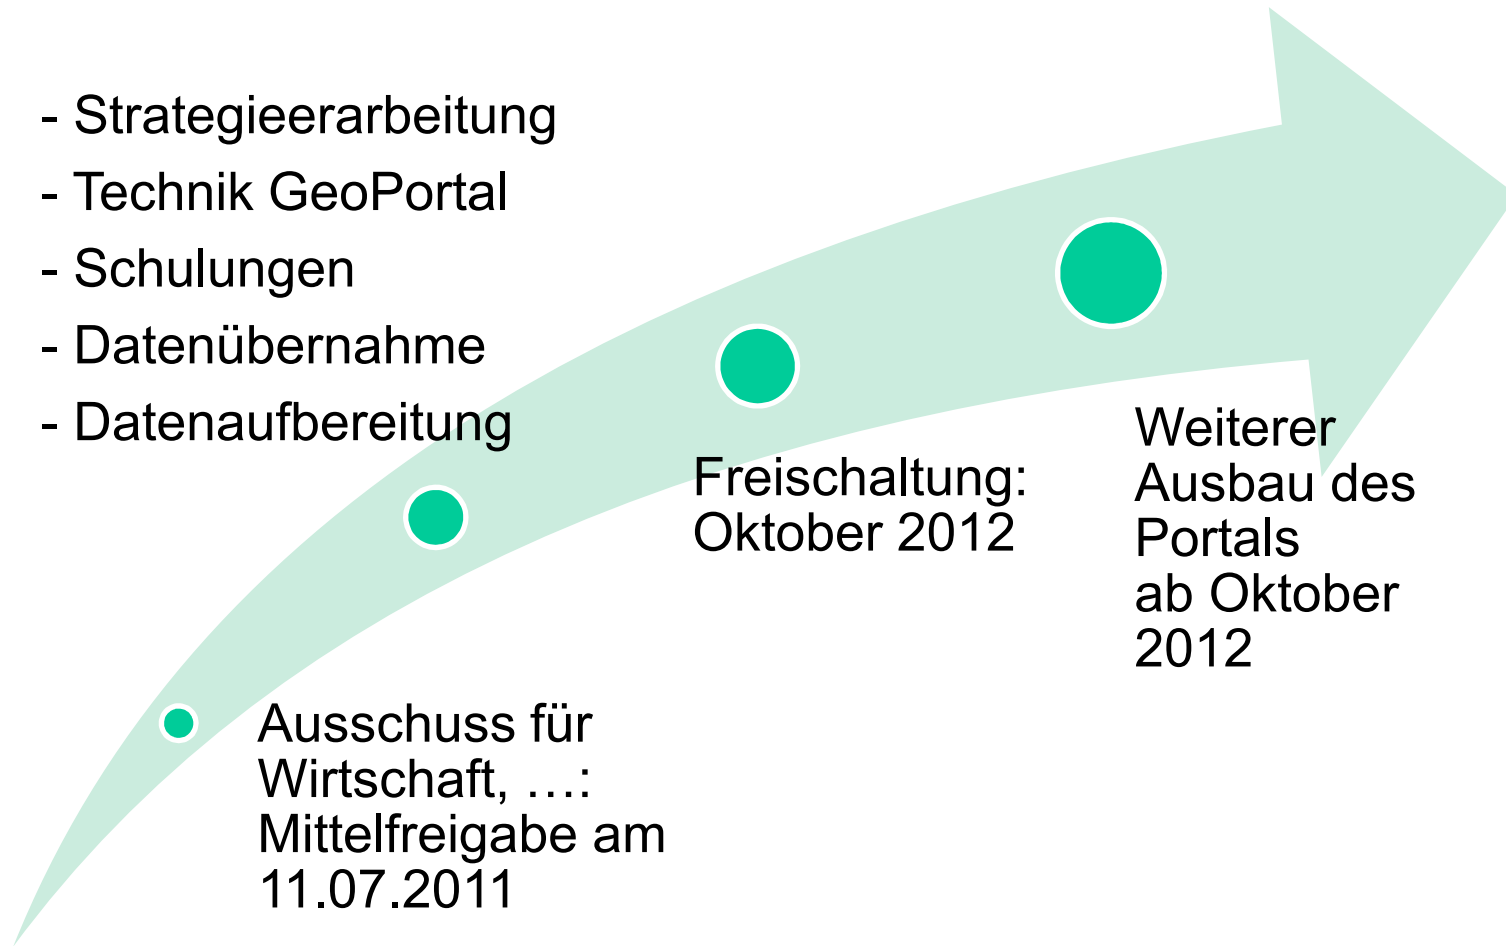 - Strategieerarbeitung
- Technik GeoPortal
- Schulungen
- Datenübernahme
- Datenaufbereitung
Ausschuss für
Wirtschaft, …:
Mittelfreigabe am
11.07.2011
Freischaltung:
Oktober 2012
Weiterer
Ausbau des
Portals
ab Oktober
2012